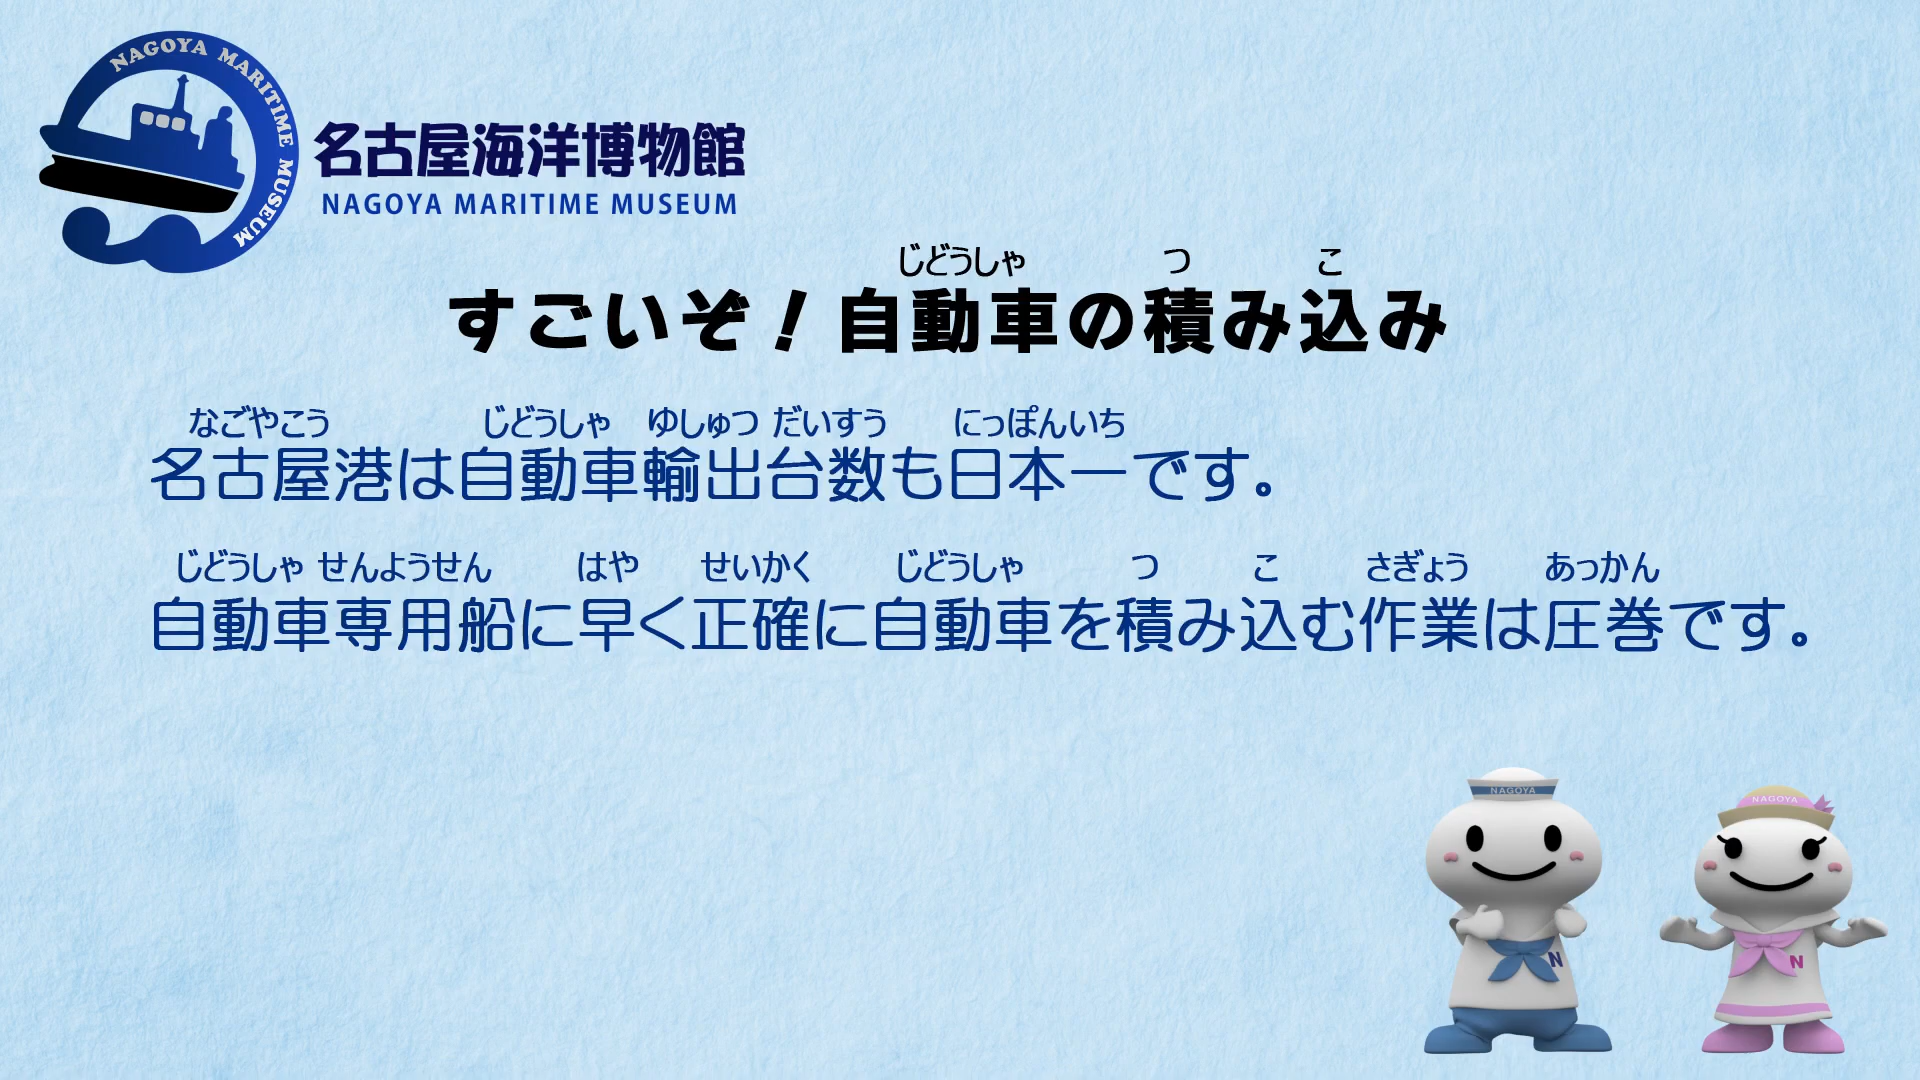 NAGOYA MARITIME MUSEUM
名古屋海洋博物館
NAGOYA MARITIME MUSEUM
じどうしゃ つ こ
すごいぞ！自動車の積み込み
なごやこう じどうしゃ ゆしゅつ だいすう にっぽんいち
名古屋港は自動車輸出台数も日本一です。
じどうしゃ せんようせん はや せいかく じどうしゃ つ こ さぎょう あっかん
自動車専用船に早く正確に自動車を積み込む作業は圧巻です。
NAGOYA
NAGOYA
N
N